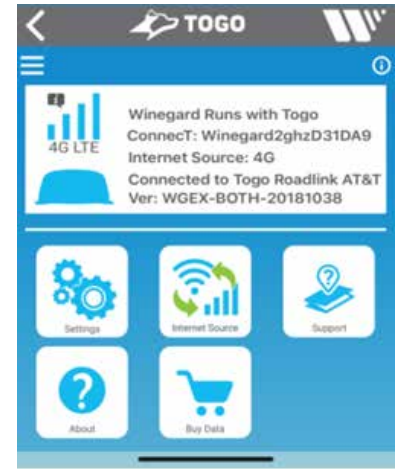 TOGO
4G LTE
Winegard Runs with Togo
ConnecT: Winegard2ghzD31DA9
Internet Source: 4G
Connected to Togo Roadlink AT&T
Ver: WGEX-BOTH-20181038
Settings
Internet Source
Support
About
Buy Data